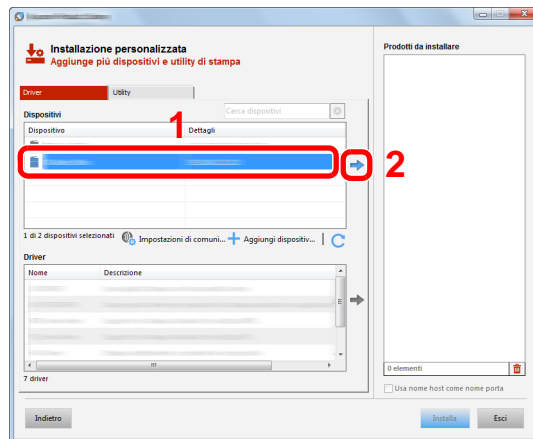 Installazione personalizzata
Aggiunge più dispositivi e utility di stampa
Prodotti da installare
Driver
Utility
Dispositivi
Cerca dispositivi
1
Dispositivo
Dettagli
2
1 di 2 dispositivi selezionati
Impostazioni di comuni...
Aggiungi dispositiv...
Driver
Nome
Descrizione
7 driver
0 elementi
Usa nome host come nome porta
Indietro
Installa
Esci